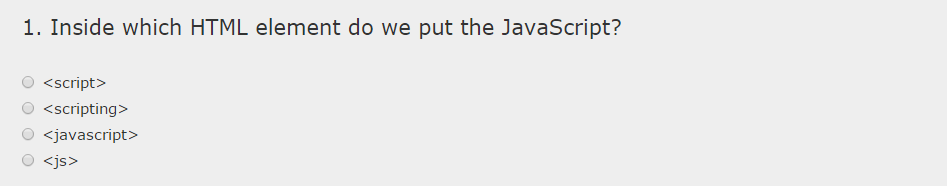 1. Inside which HTML element do we put the JavaScript?
<script>
<scripting>
<javascript>
<js>